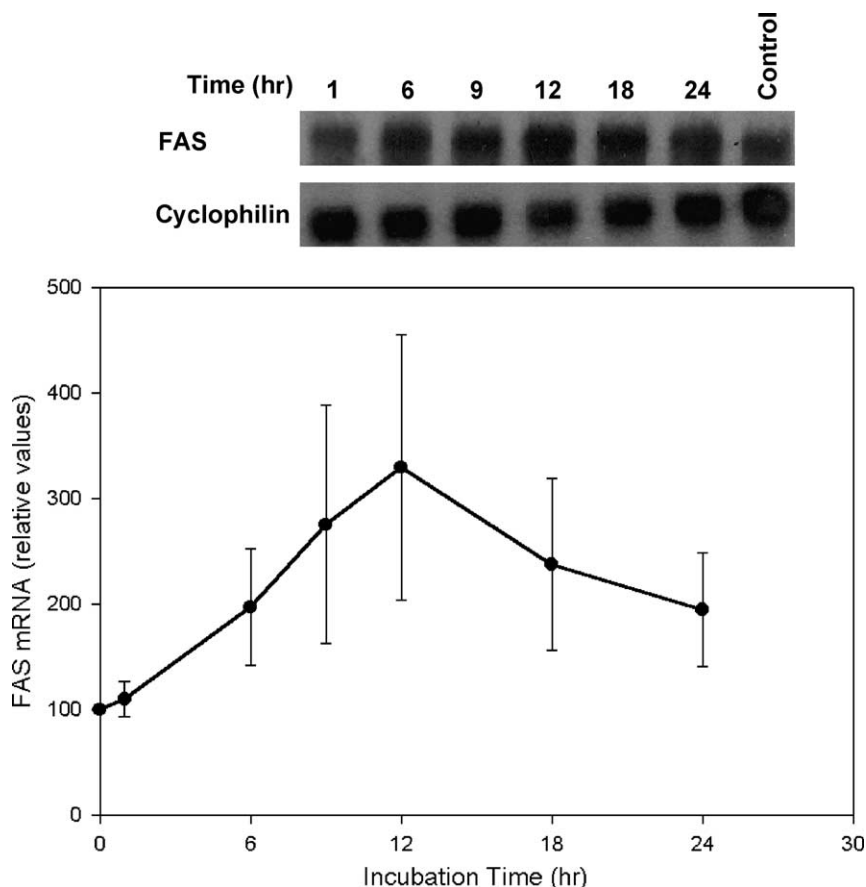 Time (hr) 1 6 9 12 18 24 Control
FAS
Cyclophilin
500
400
300
200
100
0
0 6 12 18 24 30
FAS mRNA (relative values)
Incubation Time (hr)